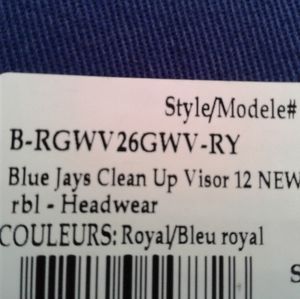 Style/Modele#
B-RGWV26GWV-RY
Blue Jays Clean Up Visor 12 NEW
rbl - Headwear
COULEURS: Royal/Bleu royal
S